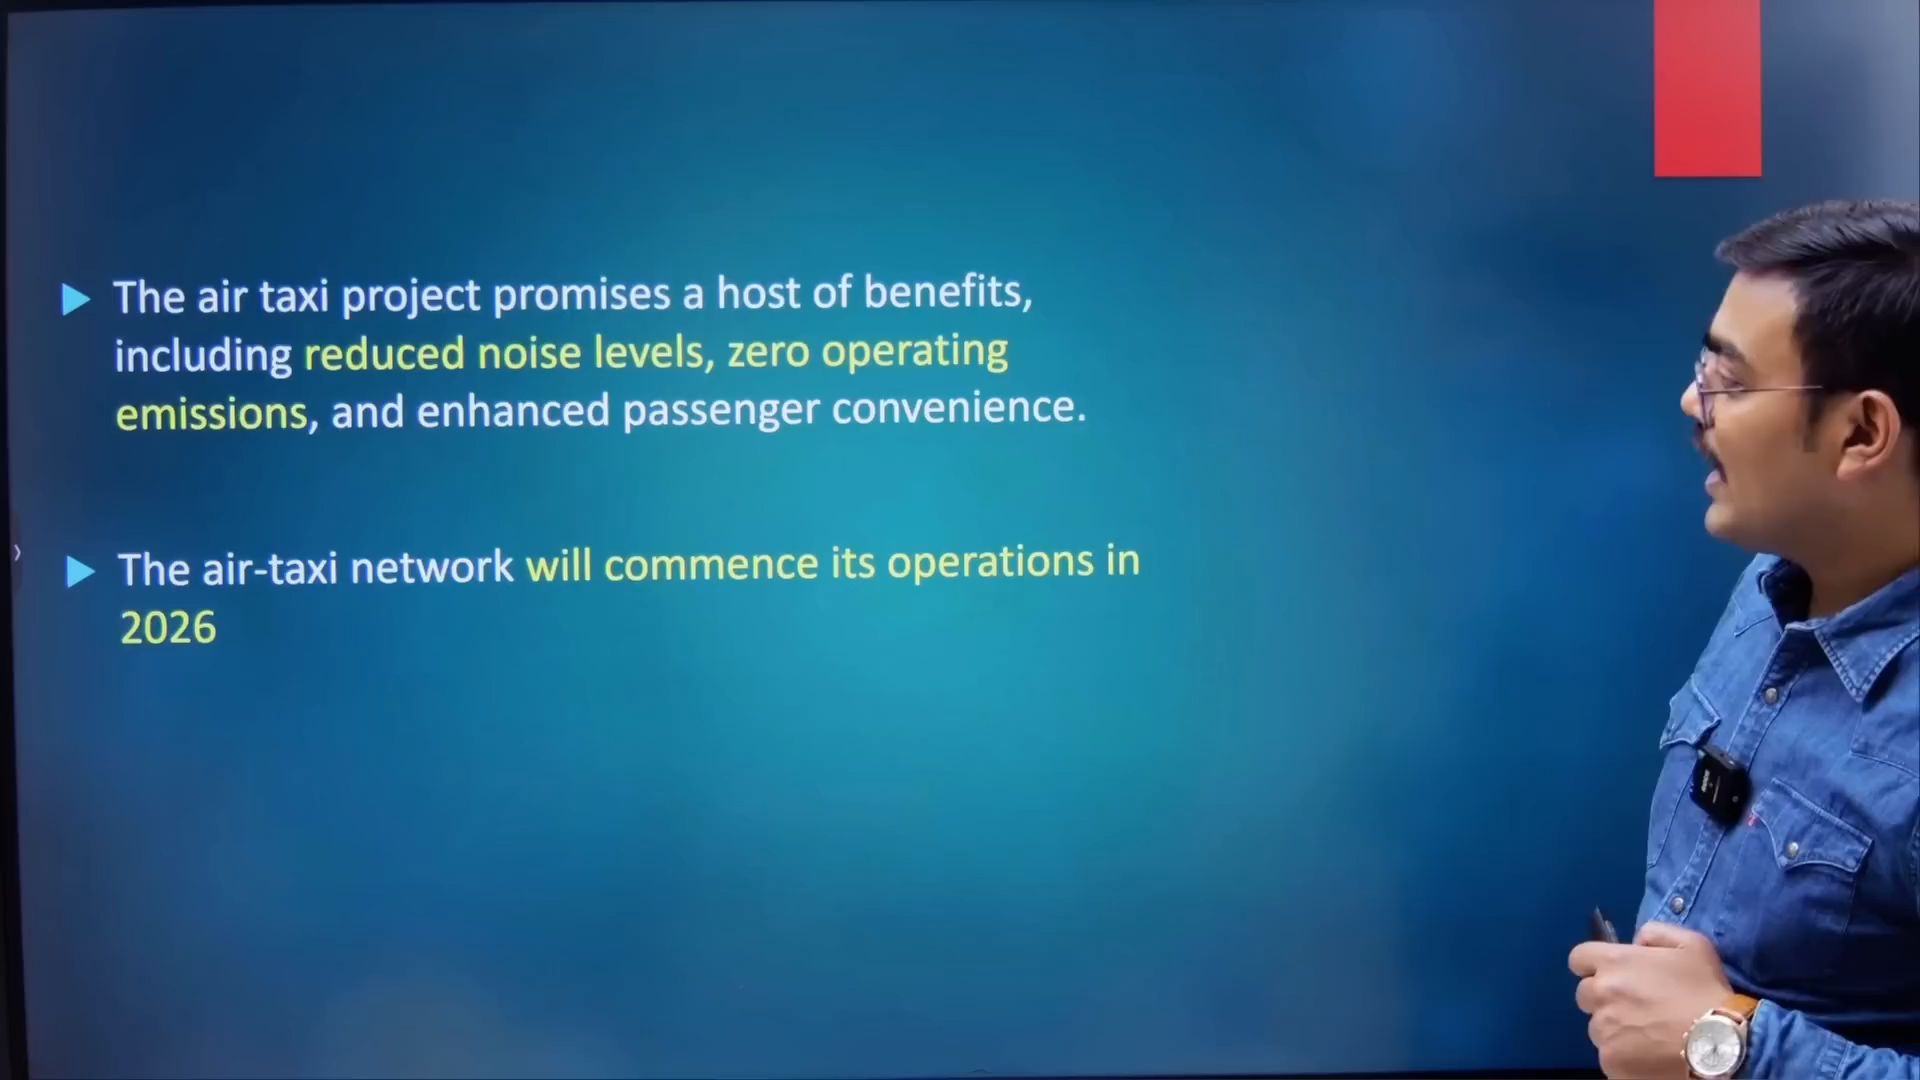 The air taxi project promises a host of benefits,
including reduced noise levels, zero operating
emissions, and enhanced passenger convenience.
The air-taxi network will commence its operations in
2026